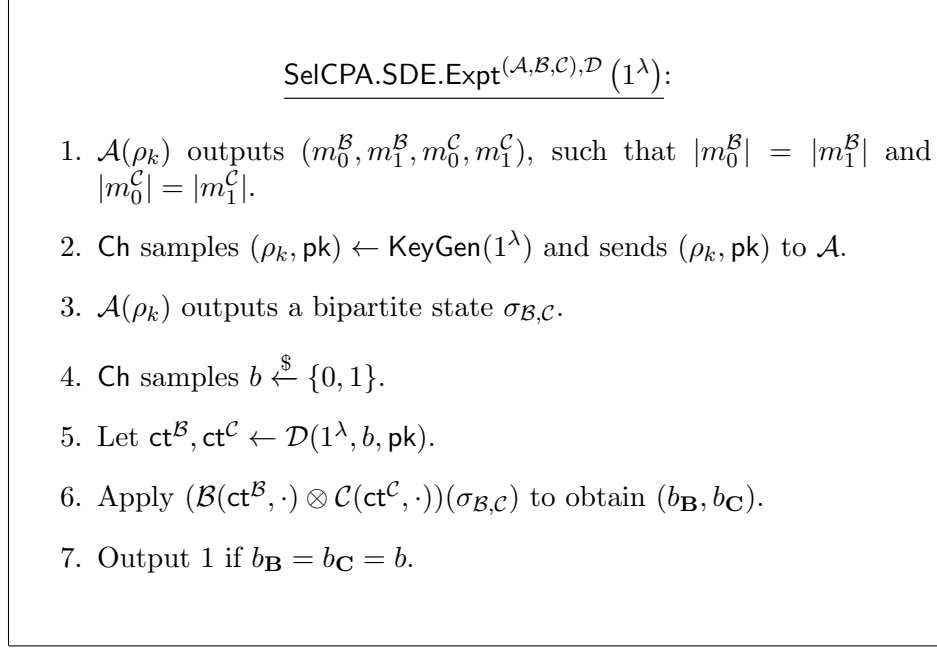 SelCPA.SDE.Expt^{(𝒜,ℬ,𝒞),𝒟} (1^λ):
1. 𝒜(ρ_k) outputs (m_0^ℬ, m_1^ℬ, m_0^𝒞, m_1^𝒞), such that |m_0^ℬ| = |m_1^ℬ| and
|m_0^𝒞| = |m_1^𝒞|.
2. Ch samples (ρ_k, pk) ← KeyGen(1^λ) and sends (ρ_k, pk) to 𝒜.
3. 𝒜(ρ_k) outputs a bipartite state σ_{ℬ,𝒞}.
4. Ch samples b ←^$ {0, 1}.
5. Let ct^ℬ, ct^𝒞 ← 𝒟(1^λ, b, pk).
6. Apply (ℬ(ct^ℬ, ·) ⊗ 𝒞(ct^𝒞, ·))(σ_{ℬ,𝒞}) to obtain (b_𝐁, b_𝐂).
7. Output 1 if b_𝐁 = b_𝐂 = b.